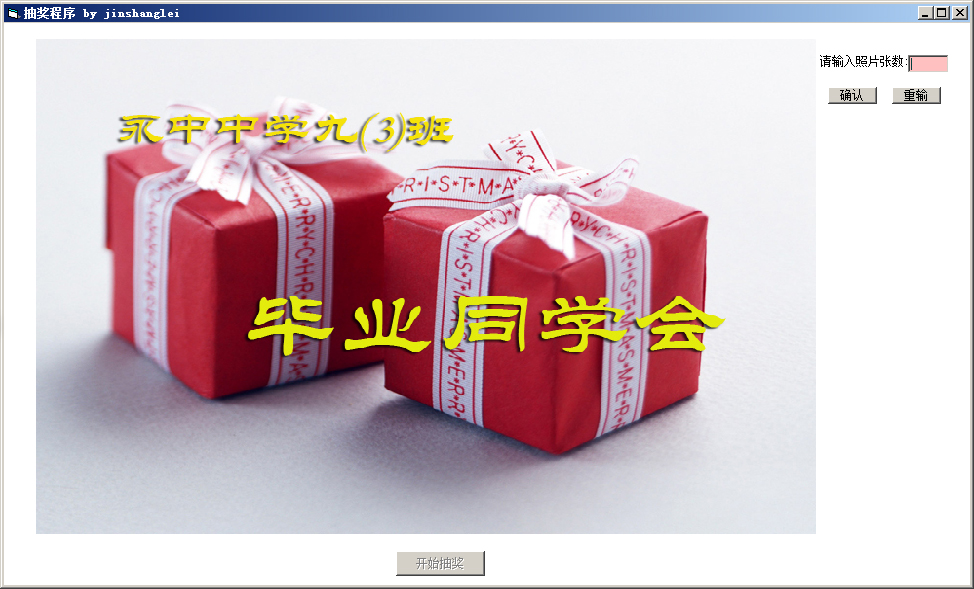 抽奖程序 by jinshanglei
请输入照片张数:
确认 重输
永中中学九(3)班
R*I*S*T*MA
毕业同学会
开始抽奖